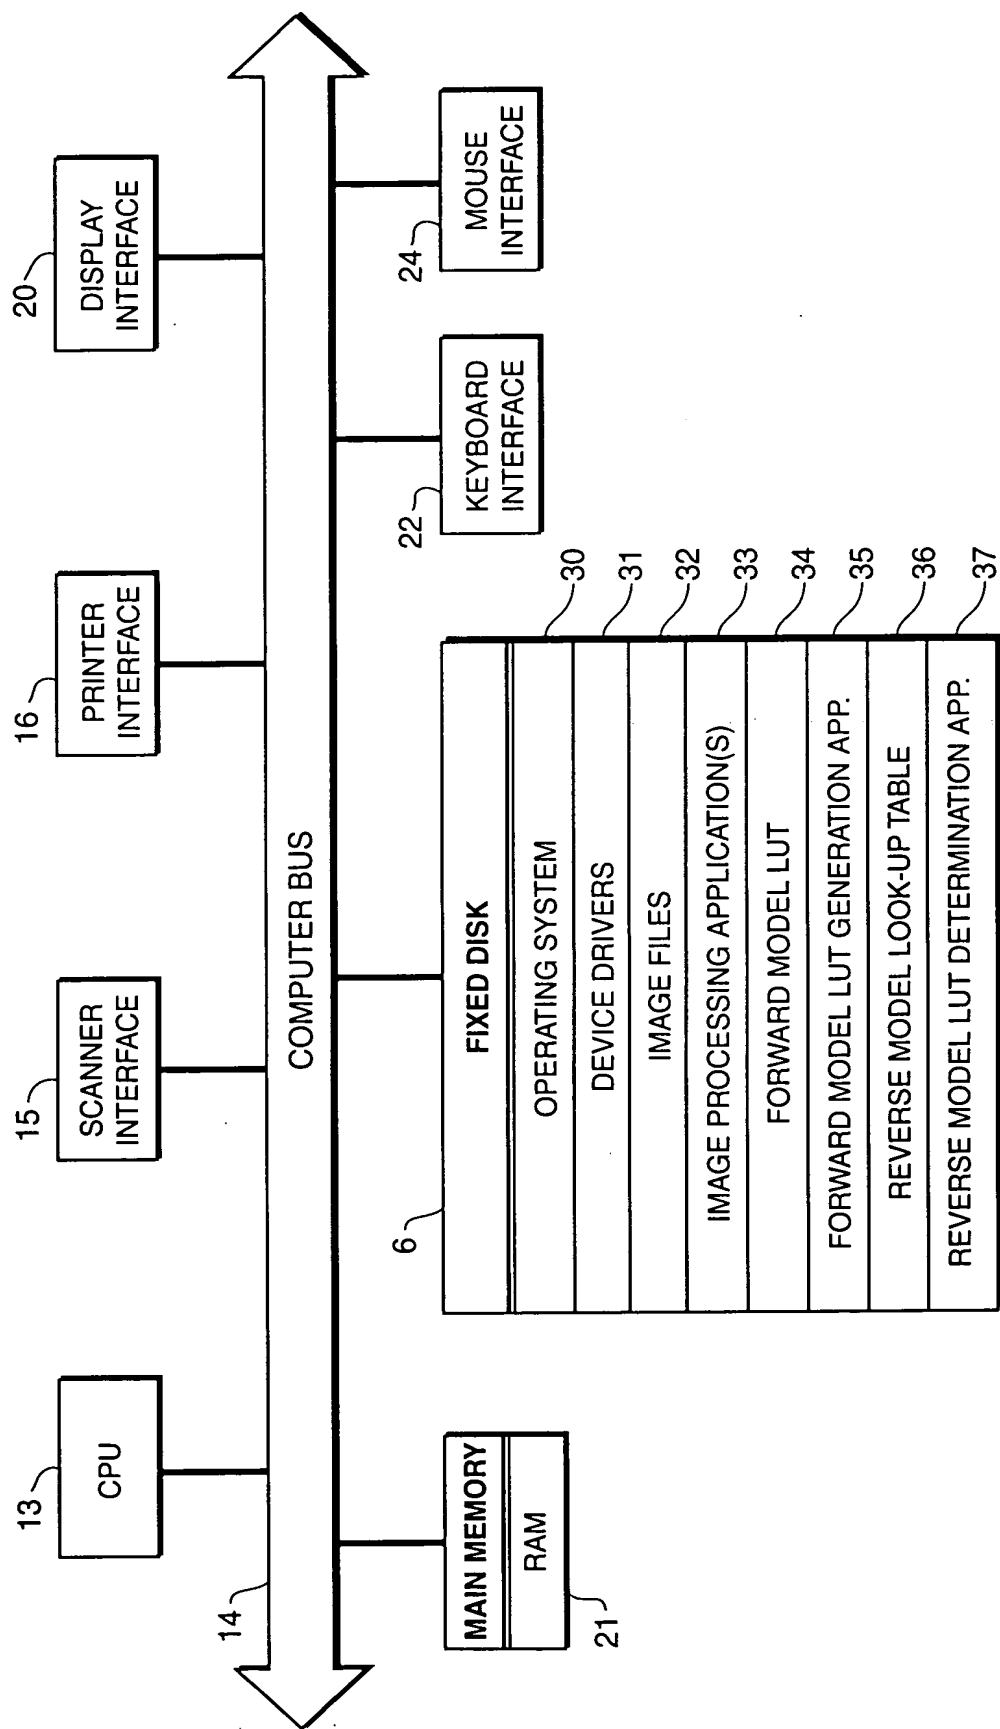 13
CPU
15
SCANNER
INTERFACE
16
PRINTER
INTERFACE
20
DISPLAY
INTERFACE
14
COMPUTER BUS
MAIN MEMORY
RAM
21
6
FIXED DISK
OPERATING SYSTEM
30
DEVICE DRIVERS
31
IMAGE FILES
32
IMAGE PROCESSING APPLICATION(S)
33
FORWARD MODEL LUT
34
FORWARD MODEL LUT GENERATION APP.
35
REVERSE MODEL LOOK-UP TABLE
36
REVERSE MODEL LUT DETERMINATION APP.
37
22
KEYBOARD
INTERFACE
24
MOUSE
INTERFACE